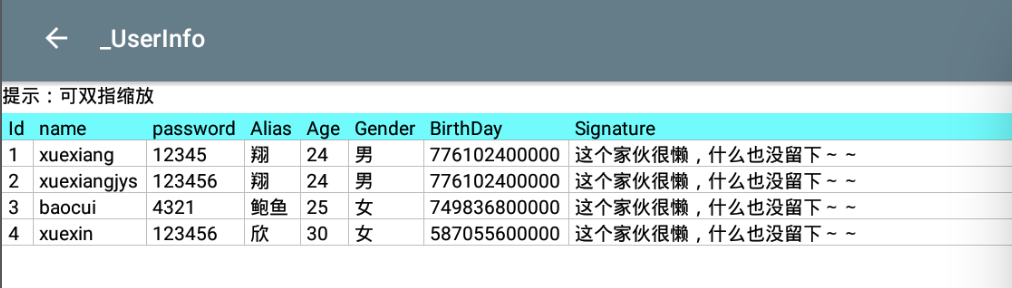 _UserInfo
提示：可双指缩放
Id name password Alias Age Gender BirthDay Signature
1 xuexiang 12345 翔 24 男 776102400000 这个家伙很懒，什么也没留下～～
2 xuexiangjys 123456 翔 24 男 776102400000 这个家伙很懒，什么也没留下～～
3 baocui 4321 鲍鱼 25 女 749836800000 这个家伙很懒，什么也没留下～～
4 xuexin 123456 欣 30 女 587055600000 这个家伙很懒，什么也没留下～～